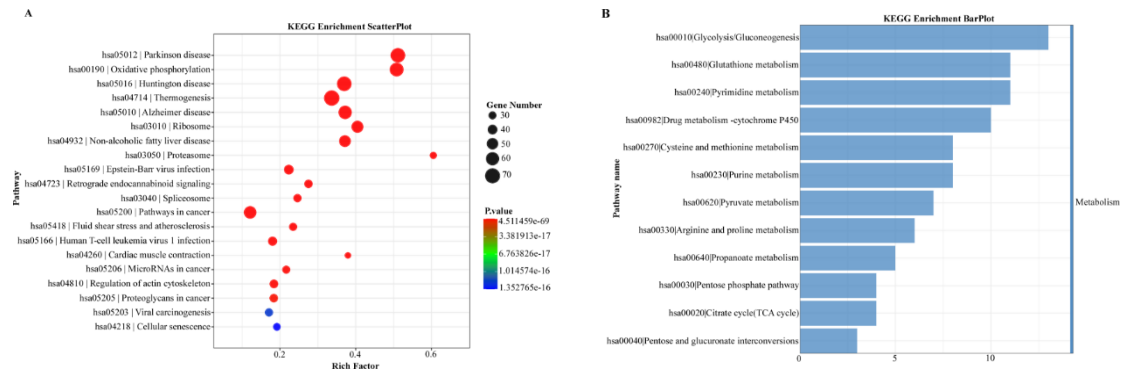 A
KEGG Enrichment ScatterPlot
Pathway
hsa05012 | Parkinson disease
hsa00190 | Oxidative phosphorylation
hsa05016 | Huntington disease
hsa04714 | Thermogenesis
hsa05010 | Alzheimer disease
hsa03010 | Ribosome
hsa04932 | Non-alcoholic fatty liver disease
hsa03050 | Proteasome
hsa05169 | Epstein-Barr virus infection
hsa04723 | Retrograde endocannabinoid signaling
hsa03040 | Spliceosome
hsa05200 | Pathways in cancer
hsa05418 | Fluid shear stress and atherosclerosis
hsa05166 | Human T-cell leukemia virus 1 infection
hsa04260 | Cardiac muscle contraction
hsa05206 | MicroRNAs in cancer
hsa04810 | Regulation of actin cytoskeleton
hsa05205 | Proteoglycans in cancer
hsa05203 | Viral carcinogenesis
hsa04218 | Cellular senescence
0.2 0.4 0.6
Rich Factor
Gene Number
30
40
50
60
70
P.value
4.511459e-69
3.381913e-17
6.763826e-17
1.014574e-16
1.352765e-16
B
KEGG Enrichment BarPlot
Pathway name
hsa00010|Glycolysis/Gluconeogenesis
hsa00480|Glutathione metabolism
hsa00240|Pyrimidine metabolism
hsa00982|Drug metabolism -cytochrome P450
hsa00270|Cysteine and methionine metabolism
hsa00230|Purine metabolism
hsa00620|Pyruvate metabolism
hsa00330|Arginine and proline metabolism
hsa00640|Propanoate metabolism
hsa00030|Pentose phosphate pathway
hsa00020|Citrate cycle(TCA cycle)
hsa00040|Pentose and glucuronate interconversions
0 5 10
Metabolism